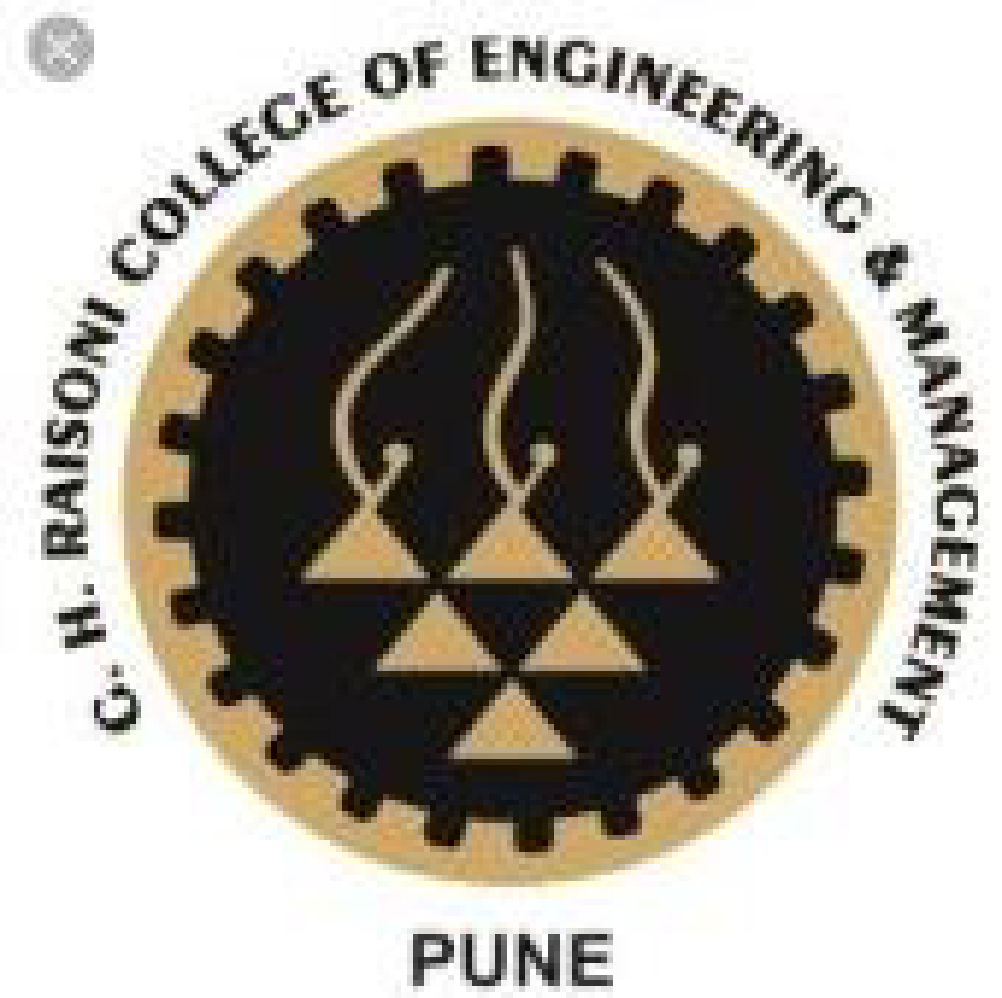 C. H. RAISONI COLLEGE OF ENGINEERING & MANAGEMENT
PUNE